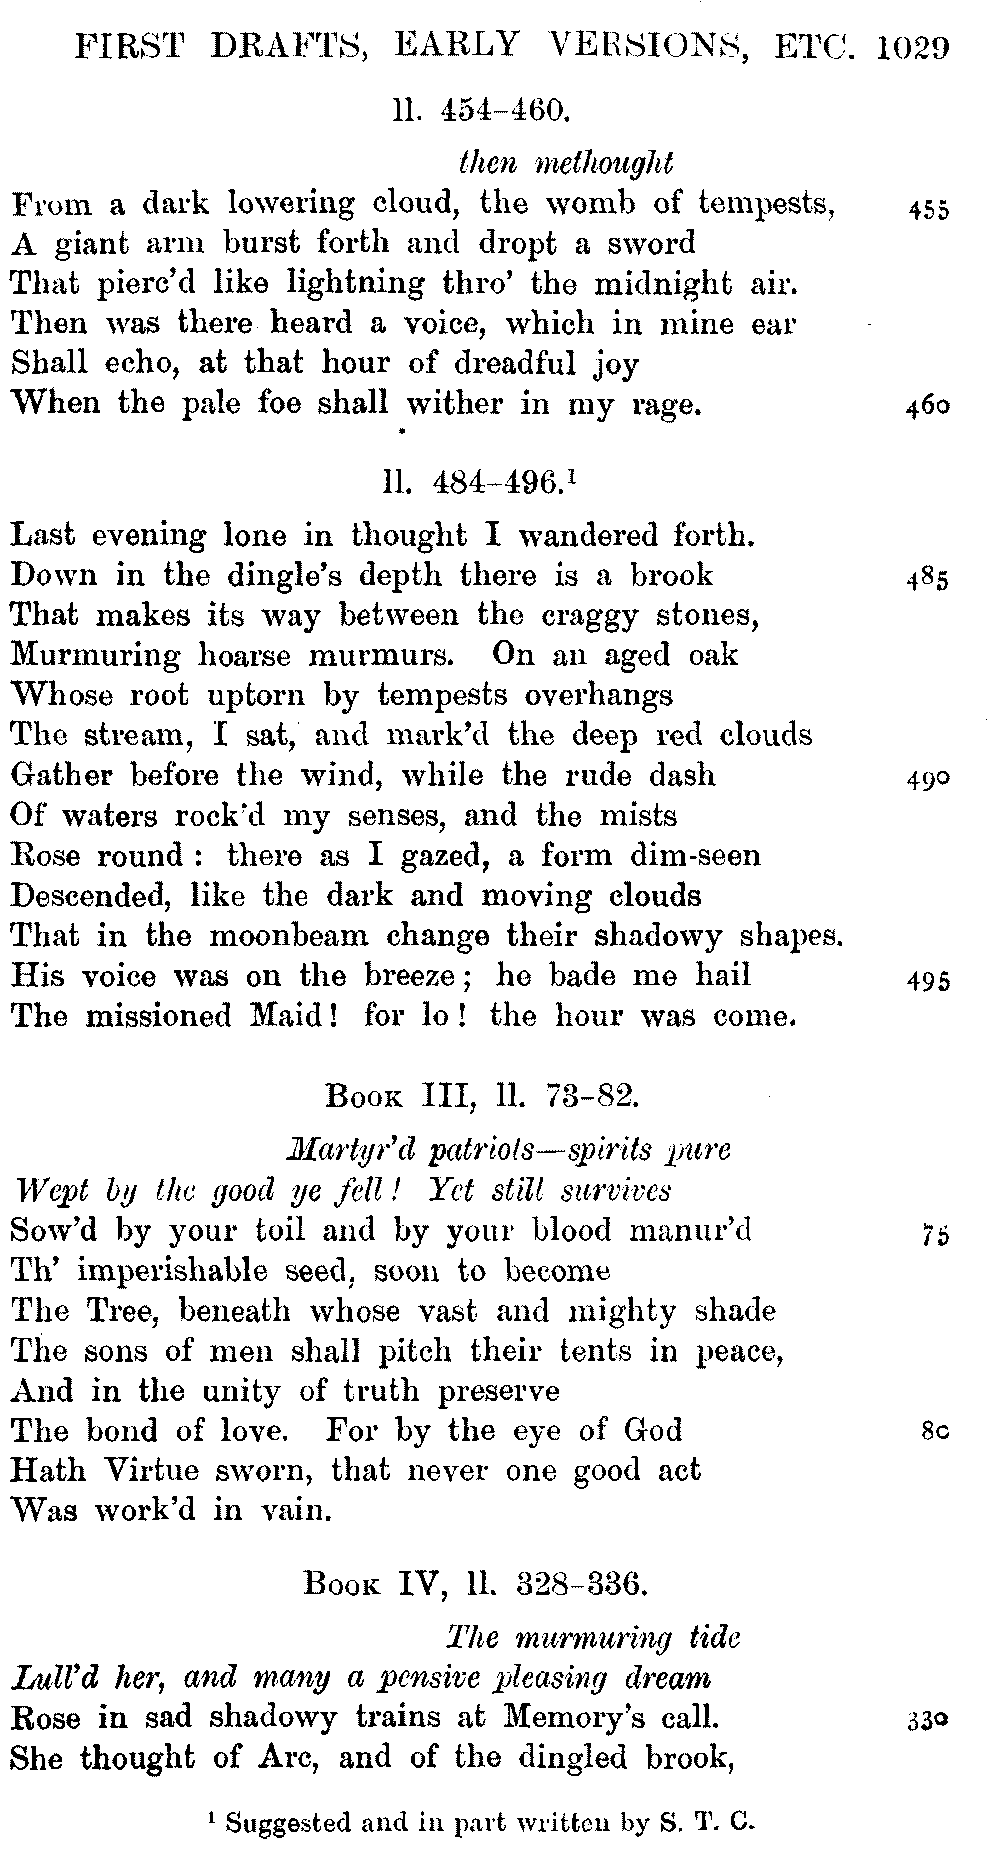 FIRST DRAFTS, EARLY VERSIONS, ETC. 1029
ll. 454–460.
then methought
From a dark lowering cloud, the womb of tempests, 455
A giant arm burst forth and dropt a sword
That pierc'd like lightning thro' the midnight air.
Then was there heard a voice, which in mine ear
Shall echo, at that hour of dreadful joy
When the pale foe shall wither in my rage. 460
ll. 484–496.¹
Last evening lone in thought I wandered forth.
Down in the dingle's depth there is a brook 485
That makes its way between the craggy stones,
Murmuring hoarse murmurs. On an aged oak
Whose root uptorn by tempests overhangs
The stream, I sat, and mark'd the deep red clouds
Gather before the wind, while the rude dash 490
Of waters rock'd my senses, and the mists
Rose round : there as I gazed, a form dim-seen
Descended, like the dark and moving clouds
That in the moonbeam change their shadowy shapes.
His voice was on the breeze ; he bade me hail 495
The missioned Maid ! for lo ! the hour was come.
Book III, ll. 73–82.
Martyr'd patriots—spirits pure
Wept by the good ye fell ! Yet still survives
Sow'd by your toil and by your blood manur'd 75
Th' imperishable seed, soon to become
The Tree, beneath whose vast and mighty shade
The sons of men shall pitch their tents in peace,
And in the unity of truth preserve
The bond of love. For by the eye of God 80
Hath Virtue sworn, that never one good act
Was work'd in vain.
Book IV, ll. 328–336.
The murmuring tide
Lull'd her, and many a pensive pleasing dream
Rose in sad shadowy trains at Memory's call. 330
She thought of Arc, and of the dingled brook,
¹ Suggested and in part written by S. T. C.